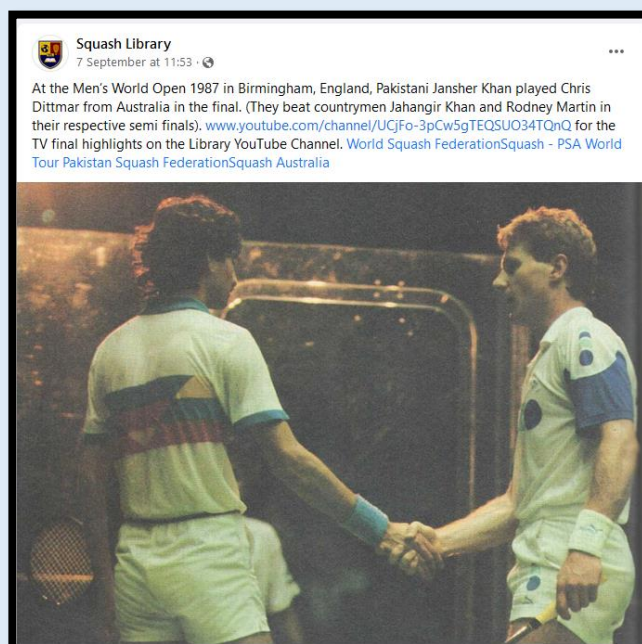 Squash Library
7 September at 11:53 ·
At the Men's World Open 1987 in Birmingham, England, Pakistani Jansher Khan played Chris
Dittmar from Australia in the final. (They beat countrymen Jahangir Khan and Rodney Martin in
their respective semi finals). www.youtube.com/channel/UCjFo-3pCw5gTEQSUO34TQnQ for the
TV final highlights on the Library YouTube Channel. World Squash FederationSquash - PSA World
Tour Pakistan Squash FederationSquash Australia